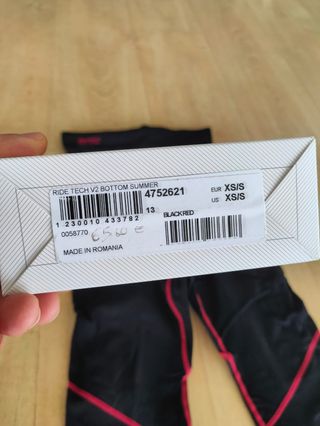 RIDE TECH V2 BOTTOM SUMMER
4752621
EUR XS/S
US XS/S
13
BLACK RED
1 230010 433782
0058770
MADE IN ROMANIA